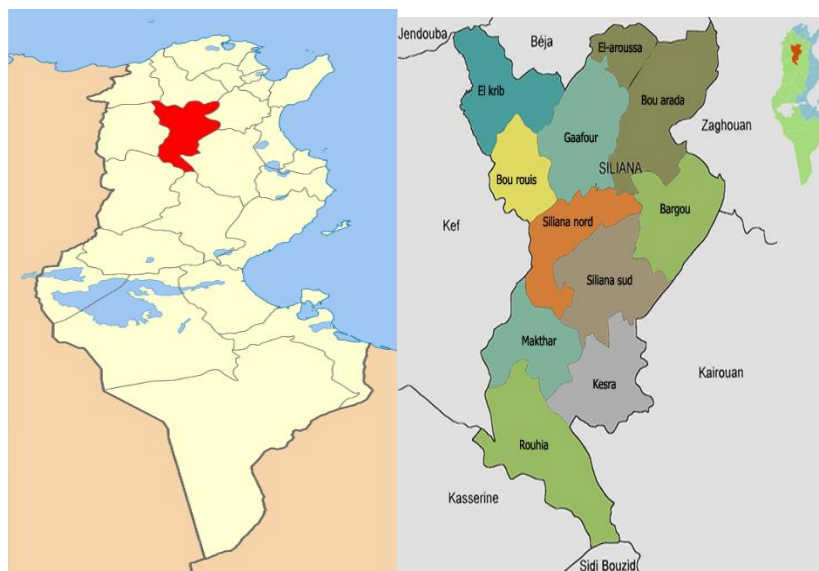 Jendouba
Béja
El-aroussa
El krib
Bou arada
Gaafour
Zaghouan
SILIANA
Bou rouis
Bargou
Siliana nord
Kef
Siliana sud
Makthar
Kairouan
Kesra
Rouhia
Kasserine
Sidi Bouzid